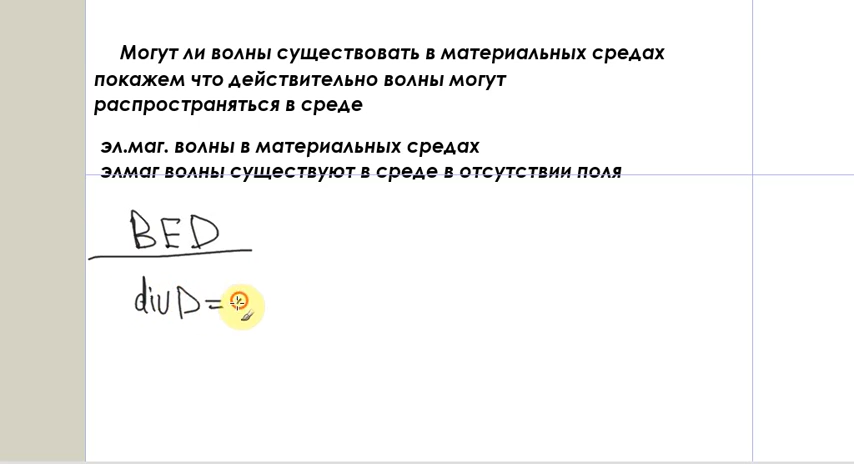 Могут ли волны существовать в материальных средах
покажем что действительно волны могут
распространяться в среде
эл.маг. волны в материальных средах
элмаг волны существуют в среде в отсутствии поля
BED
div D =